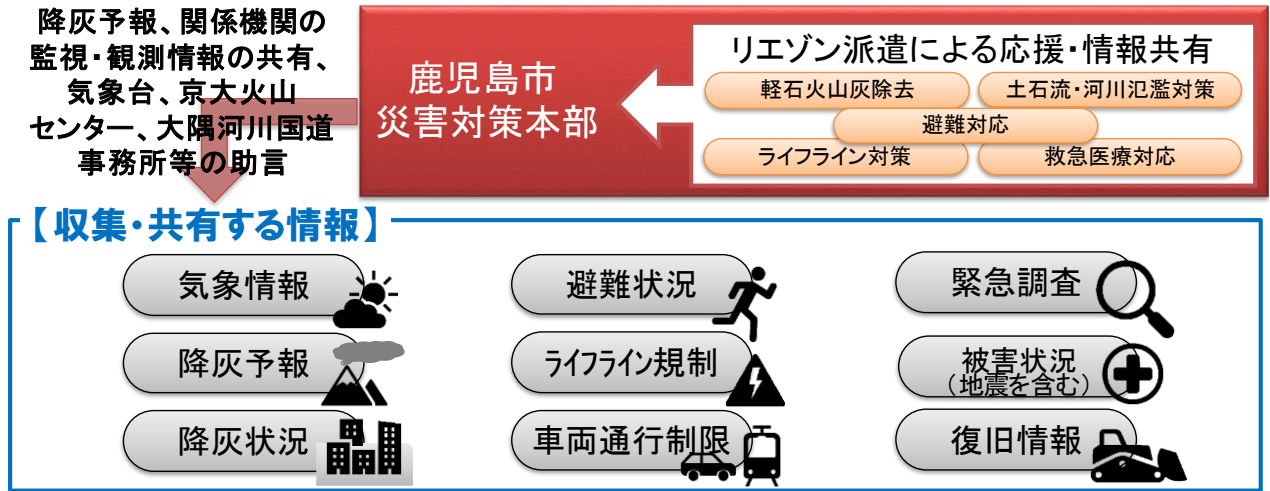 降灰予報、関係機関の
監視・観測情報の共有、
気象台、京大火山
センター、大隅河川国道
事務所等の助言
鹿児島市
災害対策本部
リエゾン派遣による応援・情報共有
軽石火山灰除去
土石流・河川氾濫対策
避難対応
ライフライン対策
救急医療対応
【収集・共有する情報】
気象情報
避難状況
緊急調査
降灰予報
ライフライン規制
被害状況
(地震を含む)
降灰状況
車両通行制限
復旧情報